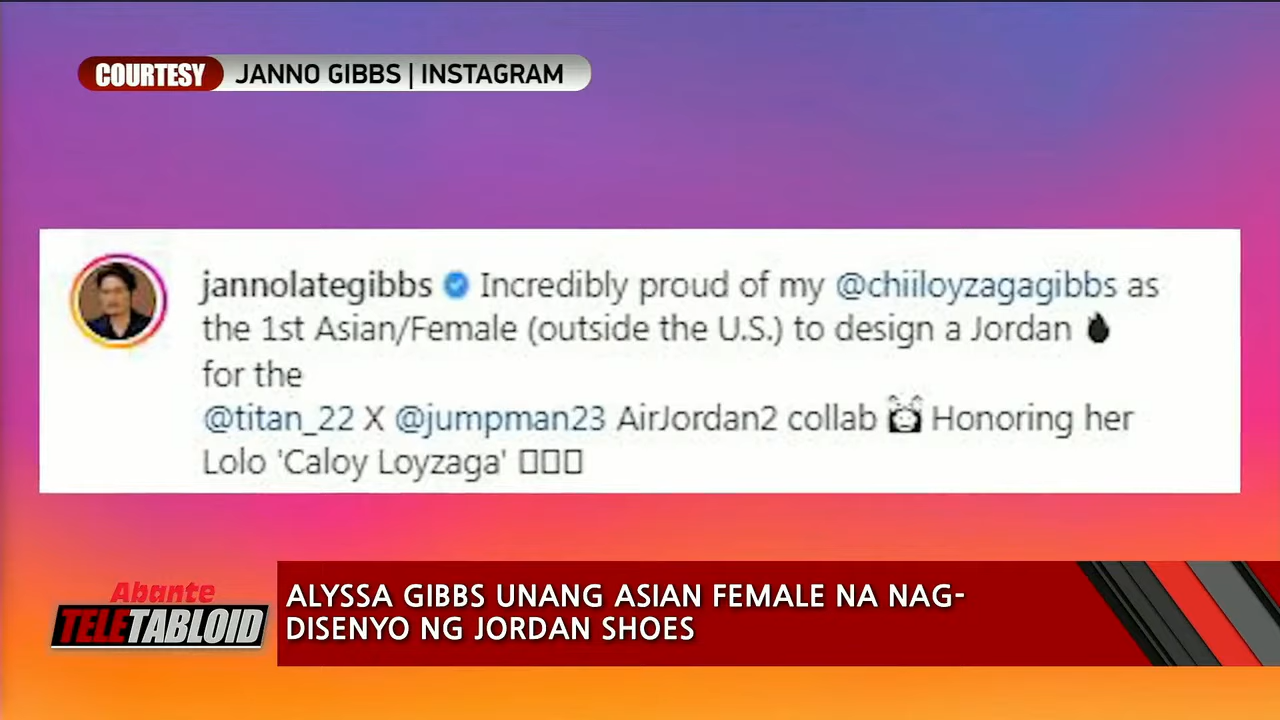 COURTESY JANNO GIBBS | INSTAGRAM
jannolategibbs Incredibly proud of my @chiiloyzagagibbs as
the 1st Asian/Female (outside the U.S.) to design a Jordan
for the
@titan_22 X @jumpman23 AirJordan2 collab Honoring her
Lolo 'Caloy Loyzaga'
Abante
TELETABLOID
ALYSSA GIBBS UNANG ASIAN FEMALE NA NAG-
DISENYO NG JORDAN SHOES